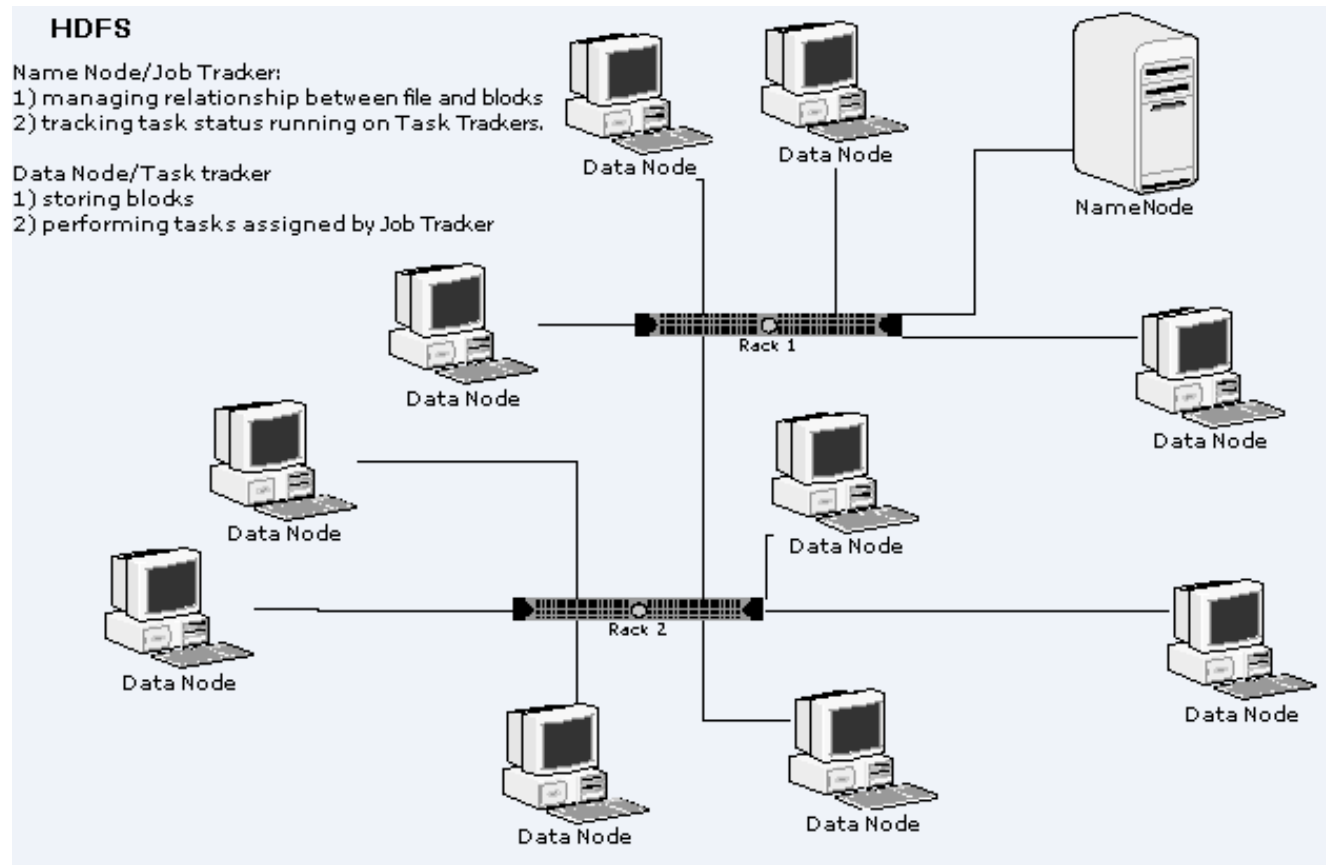 HDFS
Name Node/Job Tracker:
1) managing relationship between file and blocks
2) tracking task status running on Task Trackers.
Data Node/Task tracker
1) storing blocks
2) performing tasks assigned by Job Tracker
Data Node
Data Node
NameNode
Rack 1
Data Node
Data Node
Data Node
Data Node
Rack 2
Data Node
Data Node
Data Node
Data Node